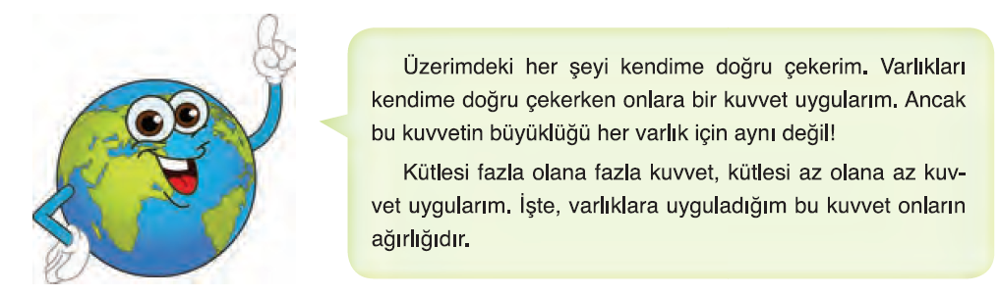 Üzerimdeki her şeyi kendime doğru çekerim. Varlıkları
kendime doğru çekerken onlara bir kuvvet uygularım. Ancak
bu kuvvetin büyüklüğü her varlık için aynı değil!
Kütlesi fazla olana fazla kuvvet, kütlesi az olana az kuv-
vet uygularım. İşte, varlıklara uyguladığım bu kuvvet onların
ağırlığıdır.